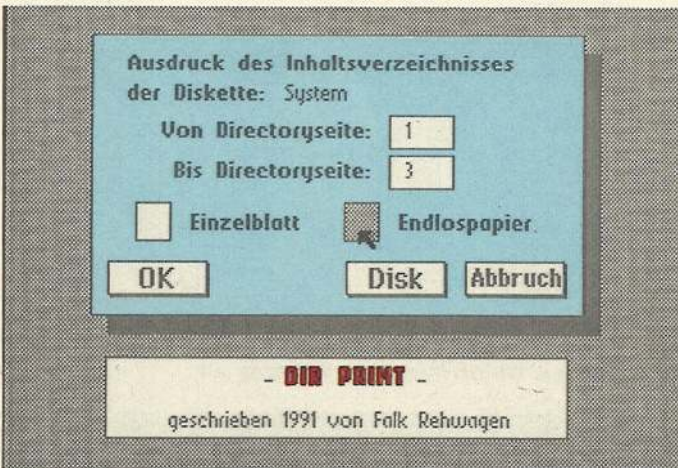 Ausdruck des Inhaltsverzeichnisses
der Diskette: System
Von Directoryseite: 1
Bis Directoryseite: 3
Einzelblatt Endlospapier
OK Disk Abbruch
- DIR PRINT -
geschrieben 1991 von Falk Rehwagen